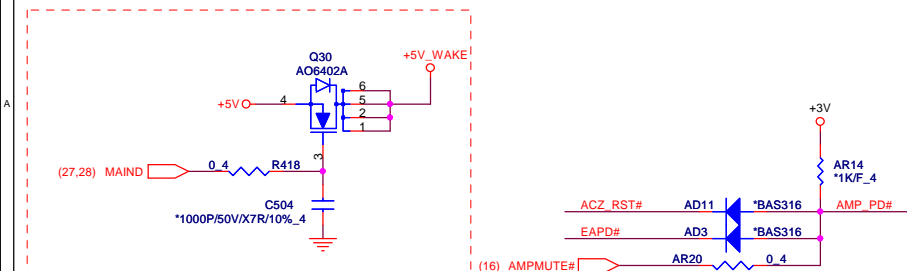 Q30
+5V_WAKE
AO6402A
6
+5V
4
5
2
1
A
+3V
3
(27,28) MAIND
0_4
R418
AR14
*1K/F_4
C504
*1000P/50V/X7R/10%_4
ACZ_RST#
AD11
*BAS316
AMP_PD#
EAPD#
AD3
*BAS316
(16) AMPMUTE#
AR20
0_4